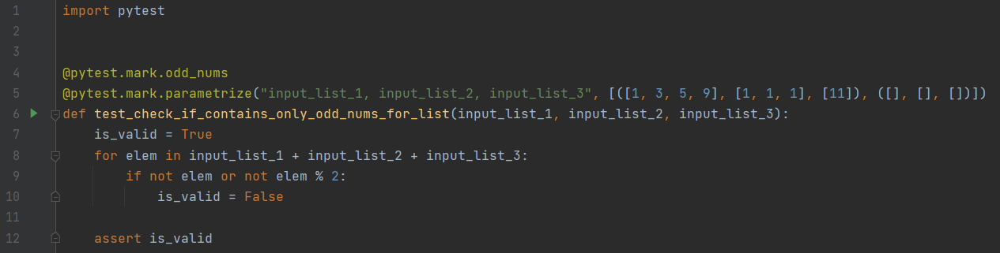 1 import pytest
2
3
4 @pytest.mark.odd_nums
5 @pytest.mark.parametrize("input_list_1, input_list_2, input_list_3", [([1, 3, 5, 9], [1, 1, 1], [11]), ([], [], [])])
6 def test_check_if_contains_only_odd_nums_for_list(input_list_1, input_list_2, input_list_3):
7     is_valid = True
8     for elem in input_list_1 + input_list_2 + input_list_3:
9         if not elem or not elem % 2:
10             is_valid = False
11
12     assert is_valid